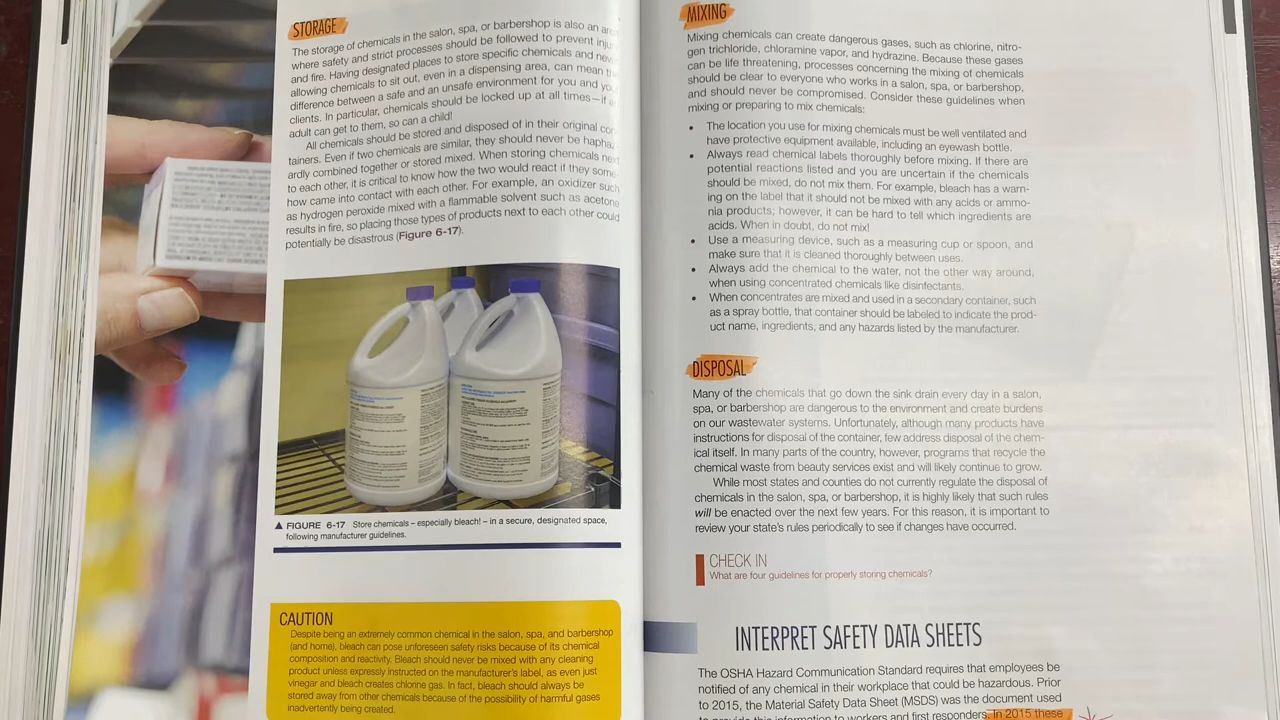 STORAGE
The storage of chemicals in the salon, spa, or barbershop is also an
where safety and strict processes should be followed to prevent
and fire. Having designated places to store specific chemicals and
allowing chemicals to sit out, even in a dispensing area, can mean
difference between a safe and an unsafe environment for you and
clients. In particular, chemicals should be locked up at all times—if
adult can get to them, so can a child!
All chemicals should be stored and disposed of in their original con-
tainers. Even if two chemicals are similar, they should never be hapha-
ardly combined together or stored mixed. When storing chemicals
to each other, it is critical to know how the two would react if they some-
how came into contact with each other. For example, an oxidizer such
as hydrogen peroxide mixed with a flammable solvent such as acetone
results in fire, so placing those types of products next to each other could
potentially be disastrous (Figure 6-17).
▲ FIGURE 6-17 Store chemicals – especially bleach! – in a secure, designated space,
following manufacturer guidelines.
CAUTION
Despite being an extremely common chemical in the salon, spa, and barbershop
(and home), bleach can pose unforeseen safety risks because of its chemical
composition and reactivity. Bleach should never be mixed with any cleaning
product unless expressly instructed on the manufacturer's label, as even just
vinegar and bleach creates chlorine gas. In fact, bleach should always be
stored away from other chemicals because of the possibility of harmful gases
inadvertently being created.
MIXING
Mixing chemicals can create dangerous gases, such as chlorine, nitro-
gen trichloride, chloramine vapor, and hydrazine. Because these gases
can be life threatening, processes concerning the mixing of chemicals
should be clear to everyone who works in a salon, spa, or barbershop,
and should never be compromised. Consider these guidelines when
mixing or preparing to mix chemicals:
• The location you use for mixing chemicals must be well ventilated and
have protective equipment available, including an eyewash bottle.
• Always read chemical labels thoroughly before mixing. If there are
potential reactions listed and you are uncertain if the chemicals
should be mixed, do not mix them. For example, bleach has a warn-
ing on the label that it should not be mixed with any acids or ammo-
nia products; however, it can be hard to tell which ingredients are
acids. When in doubt, do not mix!
• Use a measuring device, such as a measuring cup or spoon, and
make sure that it is cleaned thoroughly between uses.
• Always add the chemical to the water, not the other way around,
when using concentrated chemicals like disinfectants.
• When concentrates are mixed and used in a secondary container, such
as a spray bottle, that container should be labeled to indicate the prod-
uct name, ingredients, and any hazards listed by the manufacturer.
DISPOSAL
Many of the chemicals that go down the sink drain every day in a salon,
spa, or barbershop are dangerous to the environment and create burdens
on our wastewater systems. Unfortunately, although many products have
instructions for disposal of the container, few address disposal of the chem-
ical itself. In many parts of the country, however, programs that recycle the
chemical waste from beauty services exist and will likely continue to grow.
While most states and counties do not currently regulate the disposal of
chemicals in the salon, spa, or barbershop, it is highly likely that such rules
will be enacted over the next few years. For this reason, it is important to
review your state's rules periodically to see if changes have occurred.
CHECK IN
What are four guidelines for properly storing chemicals?
INTERPRET SAFETY DATA SHEETS
The OSHA Hazard Communication Standard requires that employees be
notified of any chemical in their workplace that could be hazardous. Prior
to 2015, the Material Safety Data Sheet (MSDS) was the document used
to provide this information to workers and first responders. In 2015 these